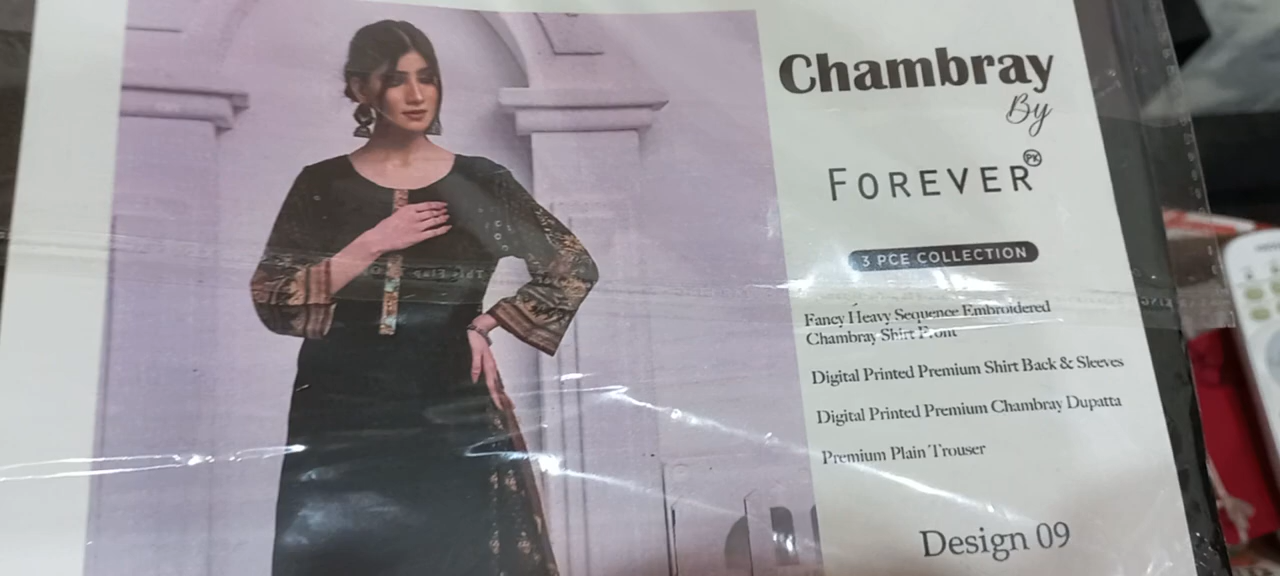 Chambray
By
FOREVER PK
3 PCE COLLECTION
Fancy Heavy Sequence Embroidered
Chambray Shirt Front
Digital Printed Premium Shirt Back & Sleeves
Digital Printed Premium Chambray Dupatta
Premium Plain Trouser
Design 09